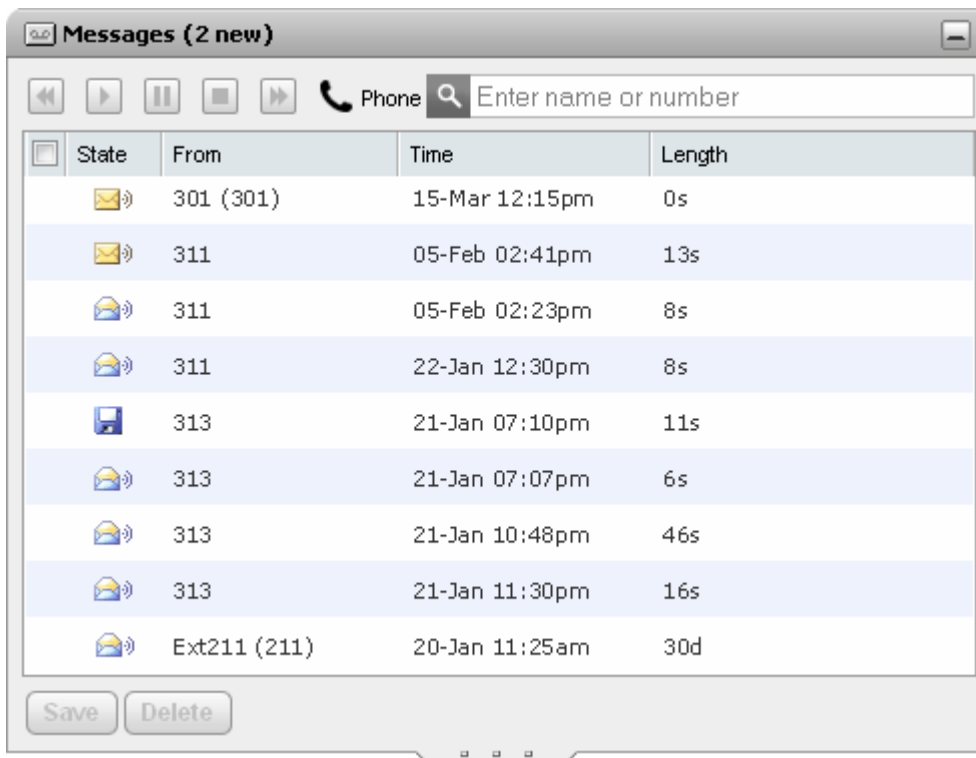 Messages (2 new)
Phone Enter name or number
State From Time Length
301 (301) 15-Mar 12:15pm 0s
311 05-Feb 02:41pm 13s
311 05-Feb 02:23pm 8s
311 22-Jan 12:30pm 8s
313 21-Jan 07:10pm 11s
313 21-Jan 07:07pm 6s
313 21-Jan 10:48pm 46s
313 21-Jan 11:30pm 16s
Ext211 (211) 20-Jan 11:25am 30d
Save Delete